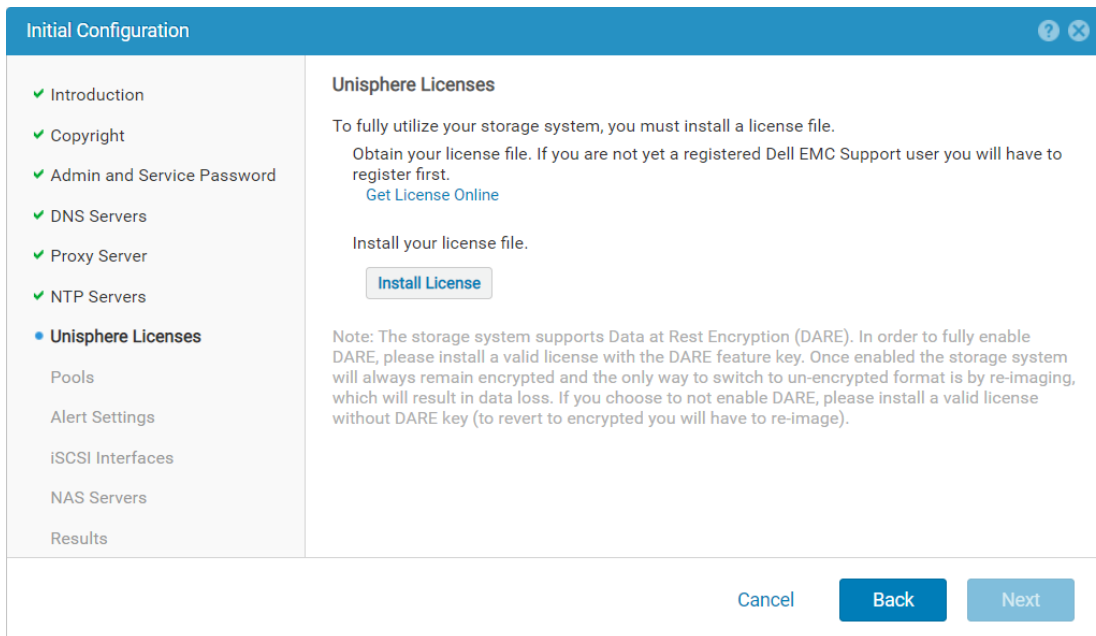 Initial Configuration
Introduction
Copyright
Admin and Service Password
DNS Servers
Proxy Server
NTP Servers
Unisphere Licenses
Pools
Alert Settings
iSCSI Interfaces
NAS Servers
Results
Unisphere Licenses
To fully utilize your storage system, you must install a license file.
Obtain your license file. If you are not yet a registered Dell EMC Support user you will have to
register first.
Get License Online
Install your license file.
Install License
Note: The storage system supports Data at Rest Encryption (DARE). In order to fully enable
DARE, please install a valid license with the DARE feature key. Once enabled the storage system
will always remain encrypted and the only way to switch to un-encrypted format is by re-imaging,
which will result in data loss. If you choose to not enable DARE, please install a valid license
without DARE key (to revert to encrypted you will have to re-image).
Cancel
Back
Next